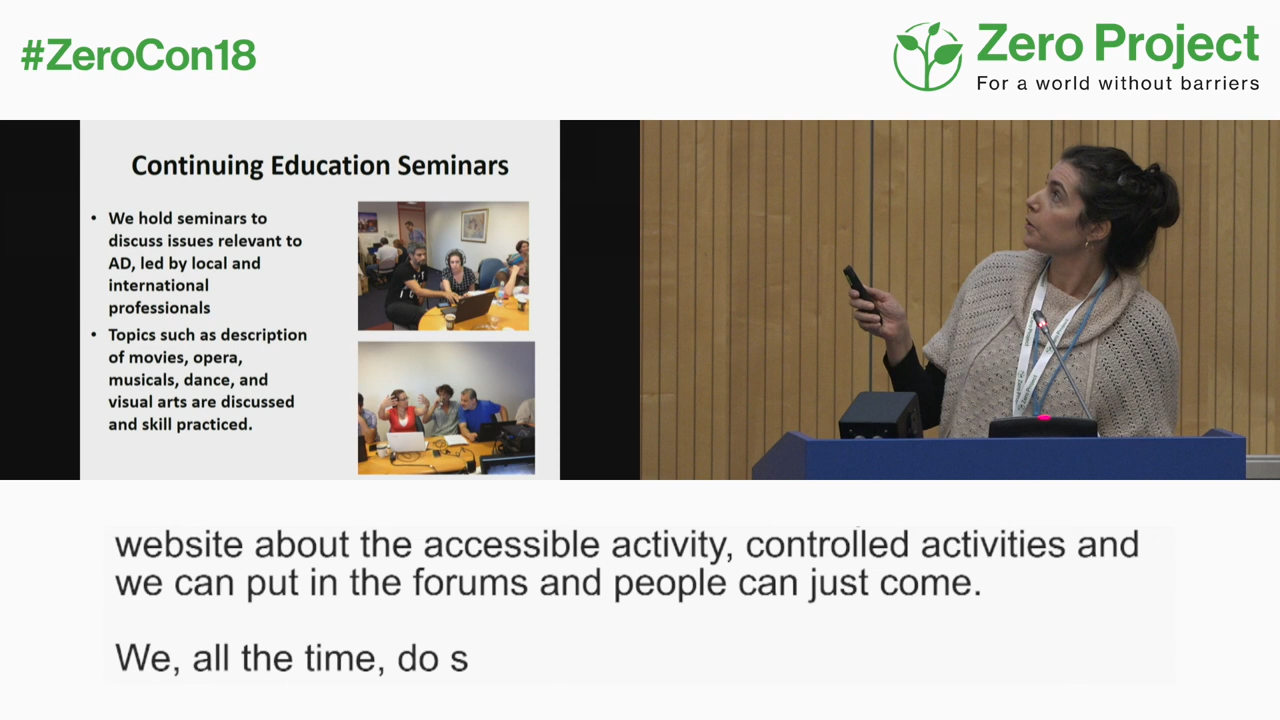 #ZeroCon18
Zero Project
For a world without barriers
Continuing Education Seminars
• We hold seminars to
discuss issues relevant to
AD, led by local and
international
professionals
• Topics such as description
of movies, opera,
musicals, dance, and
visual arts are discussed
and skill practiced.
website about the accessible activity, controlled activities and
we can put in the forums and people can just come.
We, all the time, do s